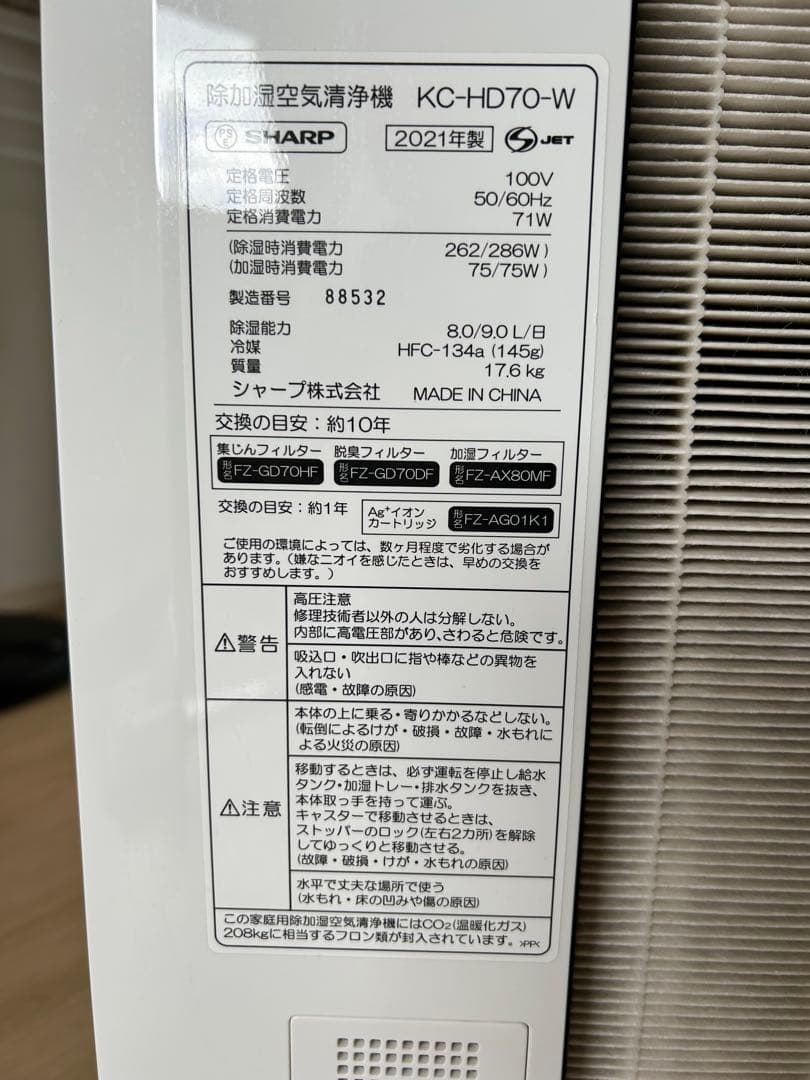 除加湿空気清浄機 KC-HD70-W
PSE SHARP 2021年製 S JET
定格電圧 100V
定格周波数 50/60Hz
定格消費電力 71W
(除湿時消費電力 262/286W)
(加湿時消費電力 75/75W)
製造番号 88532
除湿能力 8.0/9.0 L/日
冷媒 HFC-134a (145g)
質量 17.6 kg
シャープ株式会社 MADE IN CHINA
交換の目安:約10年
集じんフィルター 脱臭フィルター 加湿フィルター
形名 FZ-GD70HF 形名 FZ-GD70DF 形名 FZ-AX80MF
交換の目安:約1年 Ag⁺イオンカートリッジ 形名 FZ-AG01K1
ご使用の環境によっては、数ヶ月程度で劣化する場合が
あります。(嫌なニオイを感じたときは、早めの交換を
おすすめします。)
⚠警告
高圧注意
修理技術者以外の人は分解しない。
内部に高電圧部があり、さわると危険です。
吸込口・吹出口に指や棒などの異物を
入れない
(感電・故障の原因)
⚠注意
本体の上に乗る・寄りかかるなどしない。
(転倒によるけが・破損・故障・水もれに
よる火災の原因)
移動するときは、必ず運転を停止し給水
タンク・加湿トレー・排水タンクを抜き、
本体取っ手を持って運ぶ。
キャスターで移動させるときは、
ストッパーのロック(左右2カ所)を解除
してゆっくりと移動させる。
(故障・破損・けが・水もれの原因)
水平で丈夫な場所で使う
(水もれ・床の凹みや傷の原因)
この家庭用除加湿空気清浄機にはCO₂(温暖化ガス)
208kgに相当するフロン類が封入されています。 >PP<